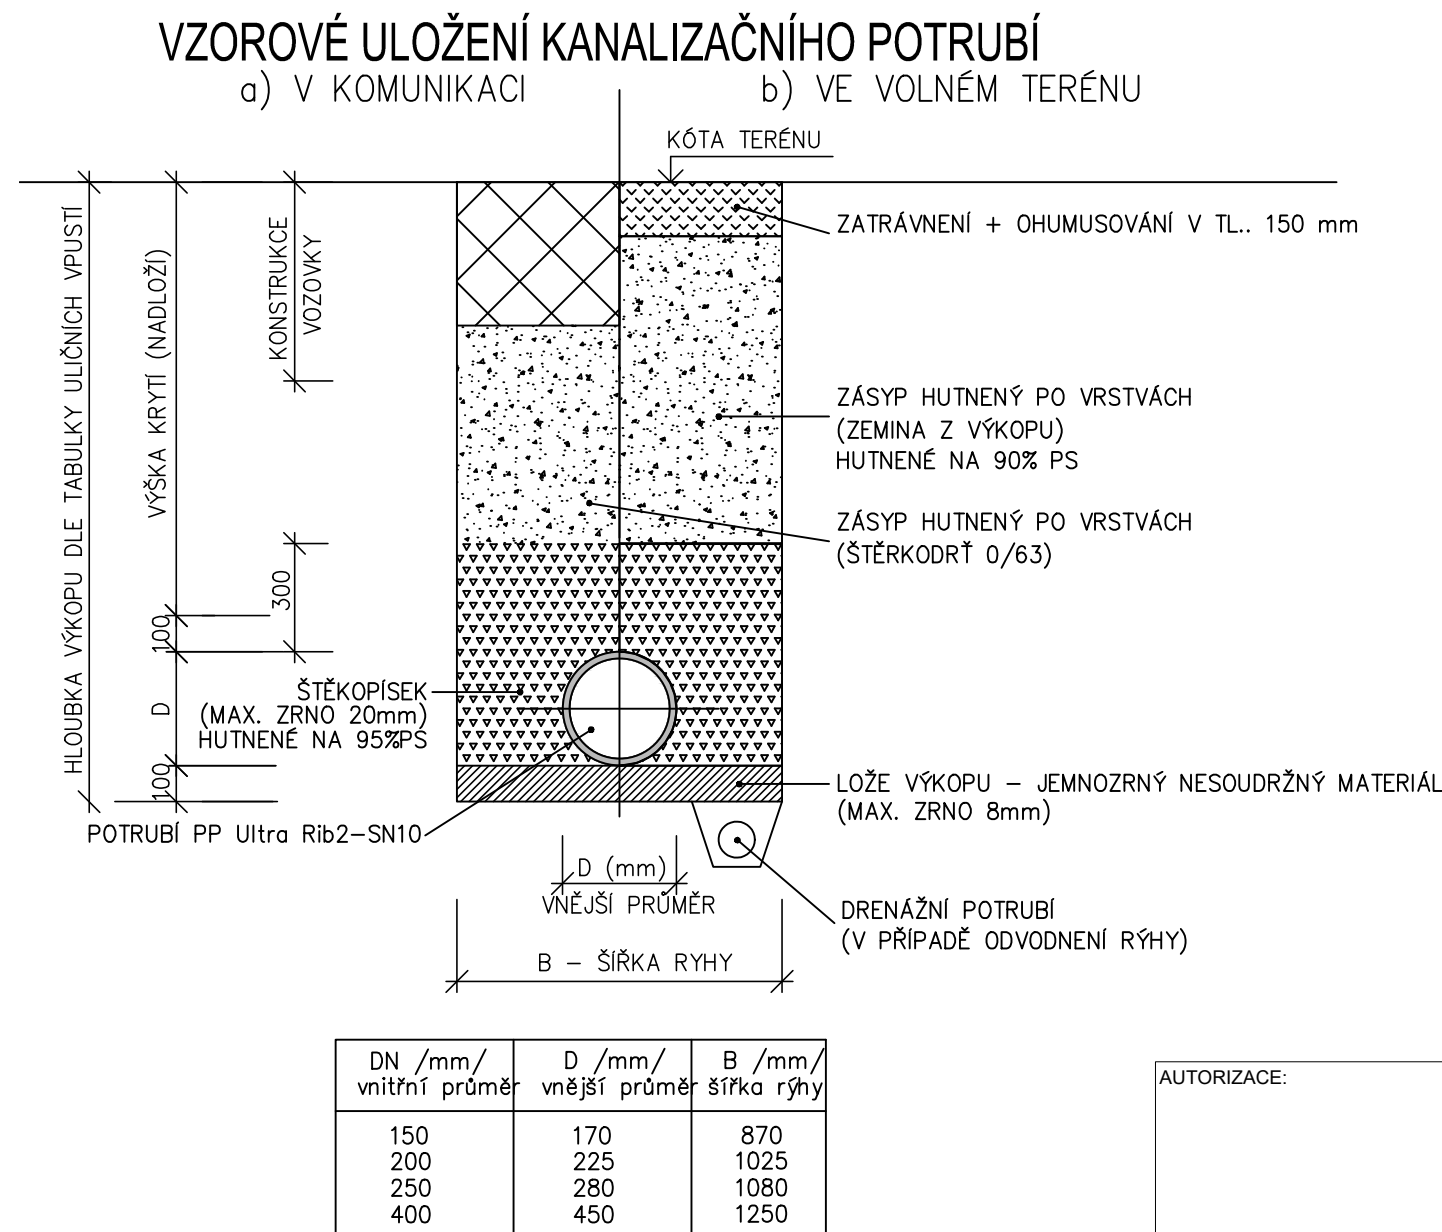 VZOROVÉ ULOŽENÍ KANALIZAČNÍHO POTRUBÍ
a) V KOMUNIKACI
b) VE VOLNÉM TERÉNU
KÓTA TERÉNU
HLOUBKA VÝKOPU DLE TABULKY ULIČNÍCH VPUSTÍ
VÝŠKA KRYTÍ (NADLOŽÍ)
KONSTRUKCE
VOZOVKY
300
100
D
100
ZATRÁVNENÍ + OHUMUSOVÁNÍ V TL.. 150 mm
ZÁSYP HUTNENÝ PO VRSTVÁCH
(ZEMINA Z VÝKOPU)
HUTNENÉ NA 90% PS
ZÁSYP HUTNENÝ PO VRSTVÁCH
(ŠTĚRKODRŤ 0/63)
ŠTĚKOPÍSEK
(MAX. ZRNO 20mm)
HUTNENÉ NA 95%PS
LOŽE VÝKOPU – JEMNOZRNÝ NESOUDRŽNÝ MATERIÁL
(MAX. ZRNO 8mm)
POTRUBÍ PP Ultra Rib2–SN10
D (mm)
VNĚJŠÍ PRŮMĚR
DRENÁŽNÍ POTRUBÍ
(V PŘÍPADĚ ODVODNENÍ RÝHY)
B – ŠÍŘKA RYHY
DN /mm/ D /mm/ B /mm/
vnitřní průměr vnější průměr šířka rýhy
150 170 870
200 225 1025
250 280 1080
400 450 1250
AUTORIZACE: